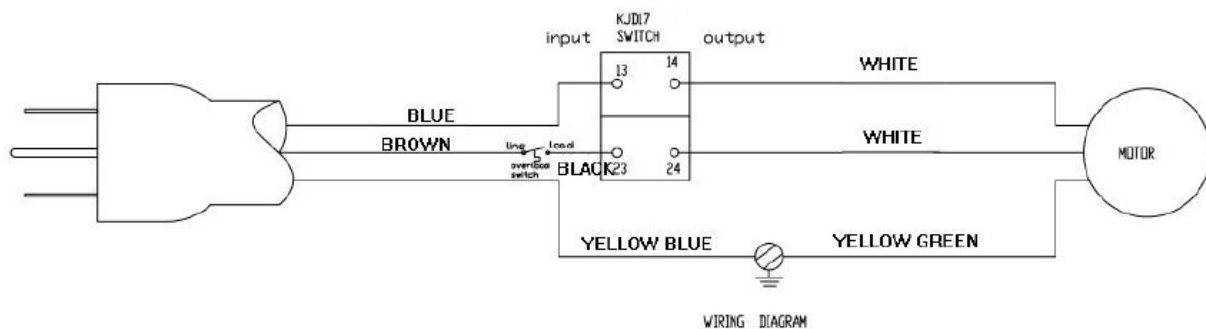 KJD17
SWITCH
input
output
13
14
WHITE
BLUE
BROWN
line
load
overload
switch
BLACK
23
24
WHITE
MOTOR
YELLOW BLUE
YELLOW GREEN
WIRING DIAGRAM